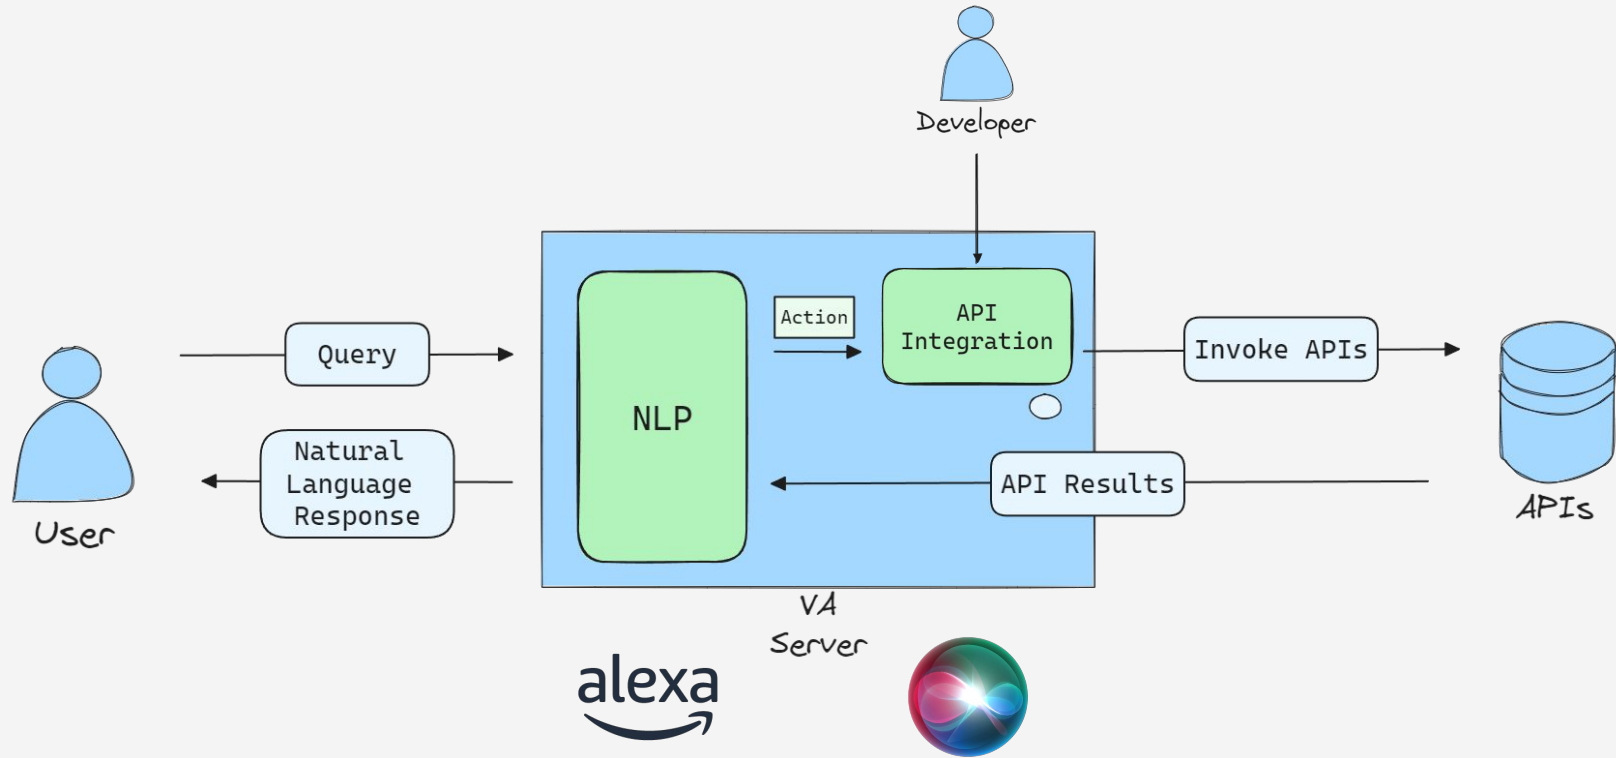 Developer
Action
API
Integration
Query
Invoke APIs
NLP
Natural
Language
Response
API Results
User
APIs
VA
Server
alexa